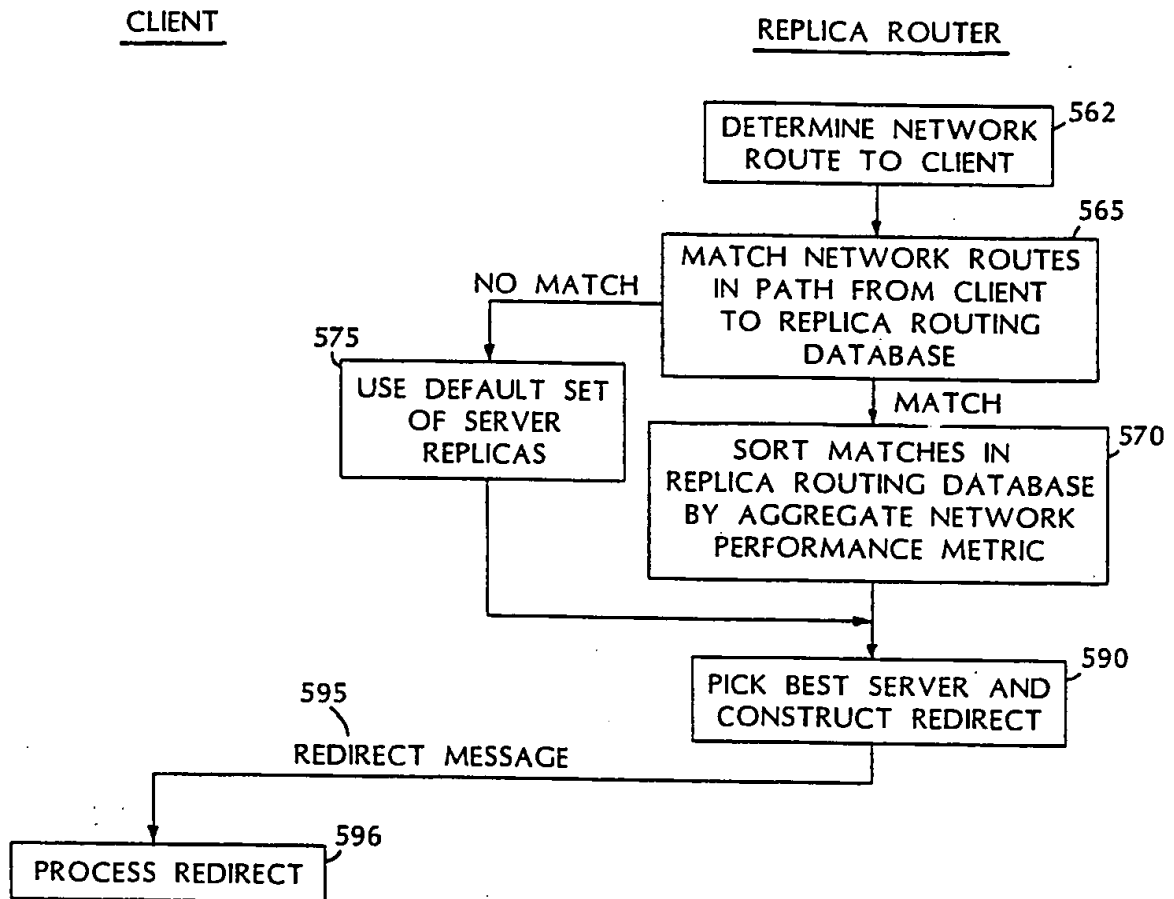 CLIENT
REPLICA ROUTER
562
DETERMINE NETWORK
ROUTE TO CLIENT
565
MATCH NETWORK ROUTES
IN PATH FROM CLIENT
TO REPLICA ROUTING
DATABASE
NO MATCH
575
USE DEFAULT SET
OF SERVER
REPLICAS
MATCH
570
SORT MATCHES IN
REPLICA ROUTING DATABASE
BY AGGREGATE NETWORK
PERFORMANCE METRIC
590
PICK BEST SERVER AND
CONSTRUCT REDIRECT
595
REDIRECT MESSAGE
596
PROCESS REDIRECT